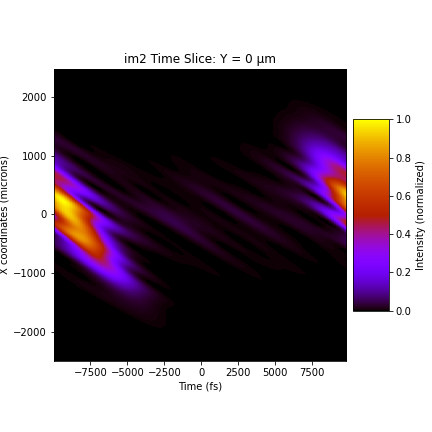 im2 Time Slice: Y = 0 μm
2000
1000
0
−1000
−2000
X coordinates (microns)
−7500 −5000 −2500 0 2500 5000 7500
Time (fs)
1.0
0.8
0.6
0.4
0.2
0.0
Intensity (normalized)